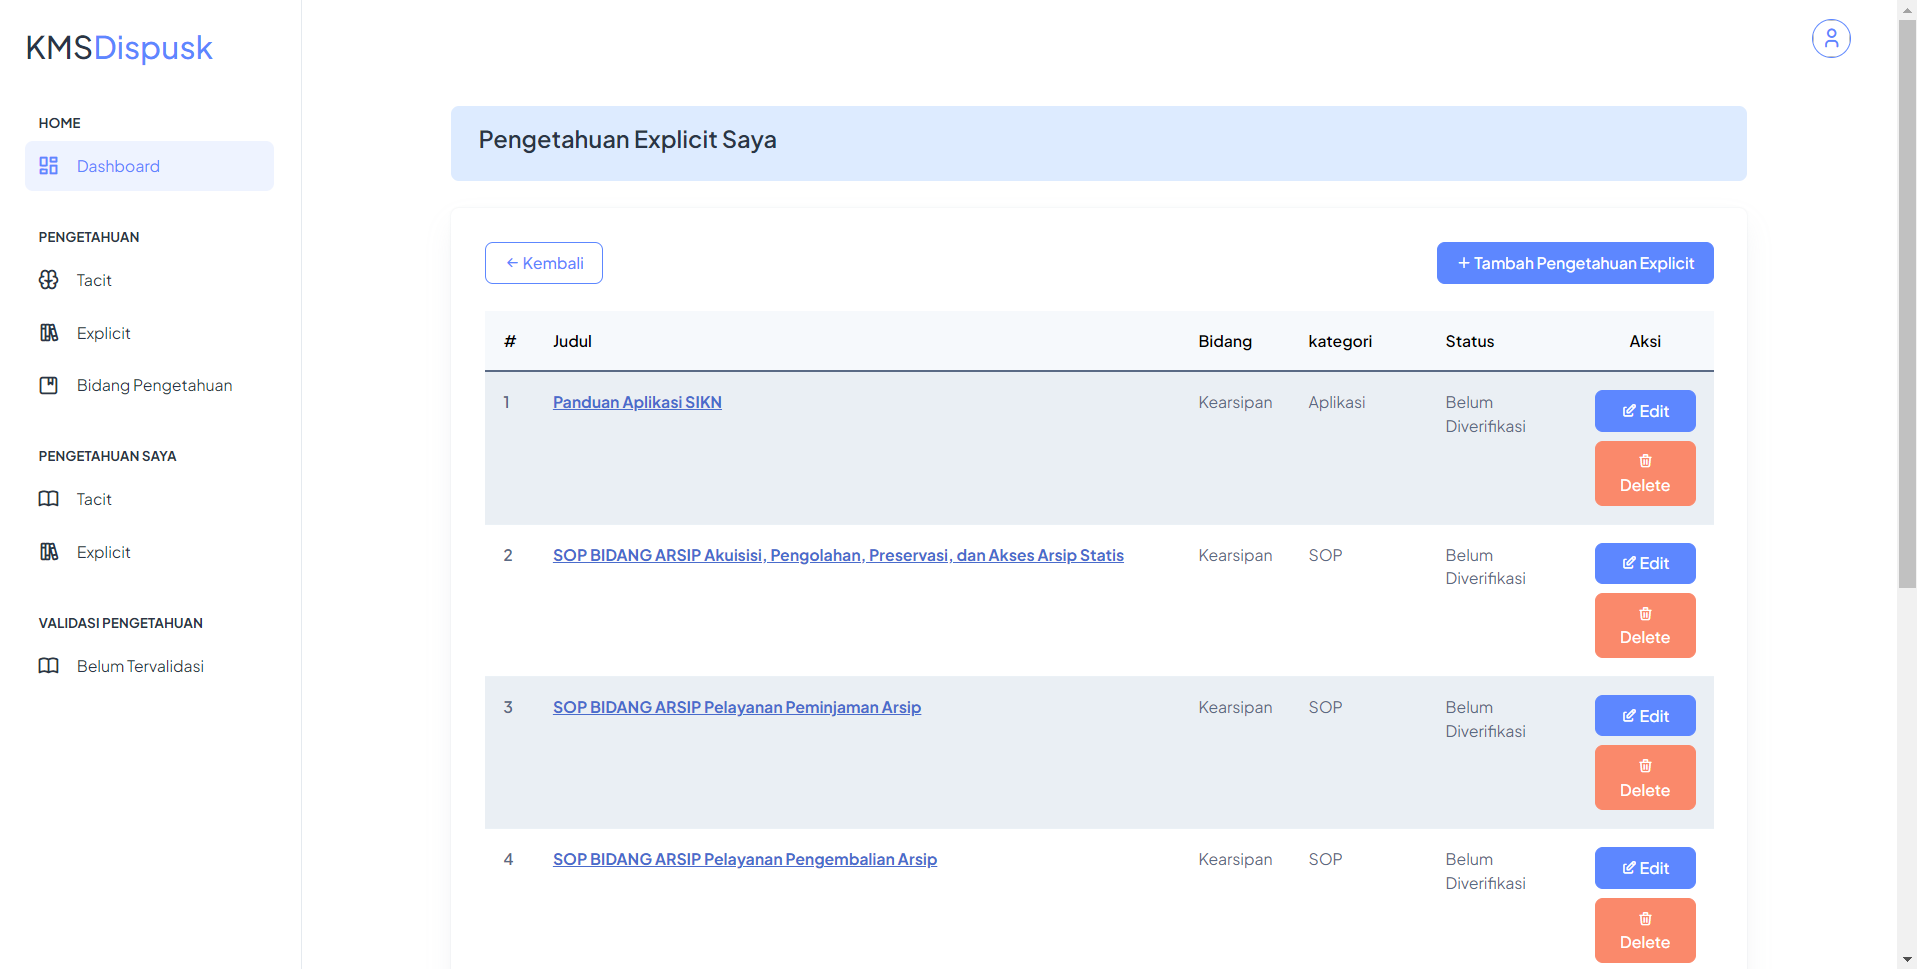 KMSDispusk
HOME
Dashboard
PENGETAHUAN
Tacit
Explicit
Bidang Pengetahuan
PENGETAHUAN SAYA
Tacit
Explicit
VALIDASI PENGETAHUAN
Belum Tervalidasi
Pengetahuan Explicit Saya
Kembali
+ Tambah Pengetahuan Explicit
# Judul Bidang kategori Status Aksi
1 Panduan Aplikasi SIKN Kearsipan Aplikasi Belum
Diverifikasi
Edit
Delete
2 SOP BIDANG ARSIP Akuisisi, Pengolahan, Preservasi, dan Akses Arsip Statis Kearsipan SOP Belum
Diverifikasi
Edit
Delete
3 SOP BIDANG ARSIP Pelayanan Peminjaman Arsip Kearsipan SOP Belum
Diverifikasi
Edit
Delete
4 SOP BIDANG ARSIP Pelayanan Pengembalian Arsip Kearsipan SOP Belum
Diverifikasi
Edit
Delete